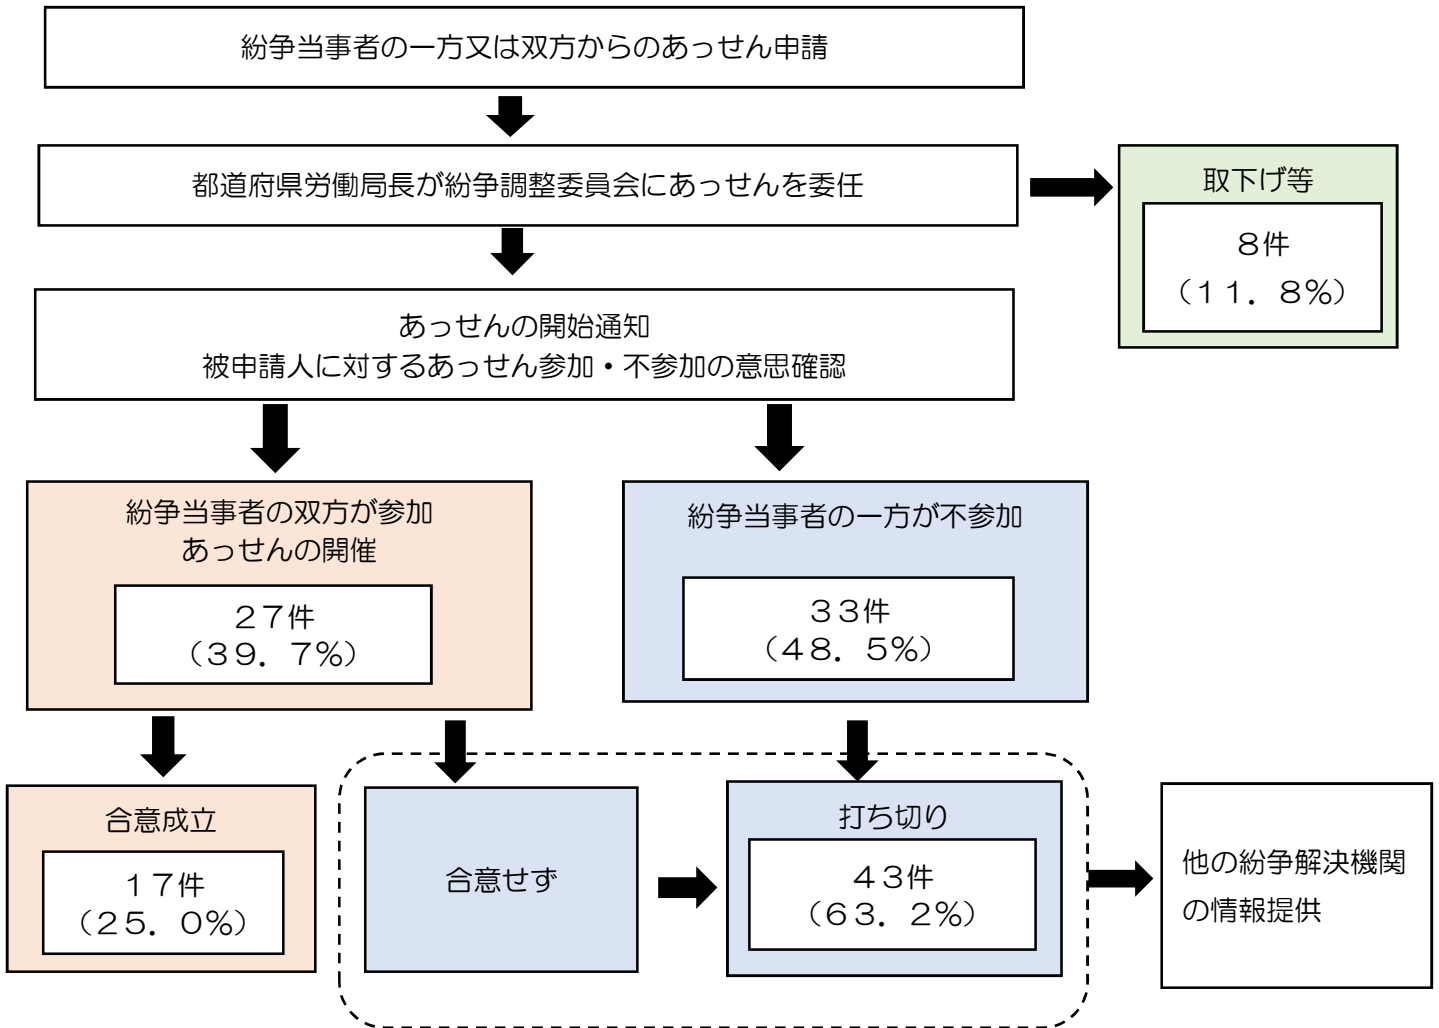 紛争当事者の一方又は双方からのあっせん申請
都道府県労働局長が紛争調整委員会にあっせんを委任
取下げ等
８件
（１１．８％）
あっせんの開始通知
被申請人に対するあっせん参加・不参加の意思確認
紛争当事者の双方が参加
あっせんの開催
２７件
（３９．７％）
紛争当事者の一方が不参加
３３件
（４８．５％）
合意成立
１７件
（２５．０％）
合意せず
打ち切り
４３件
（６３．２％）
他の紛争解決機関
の情報提供